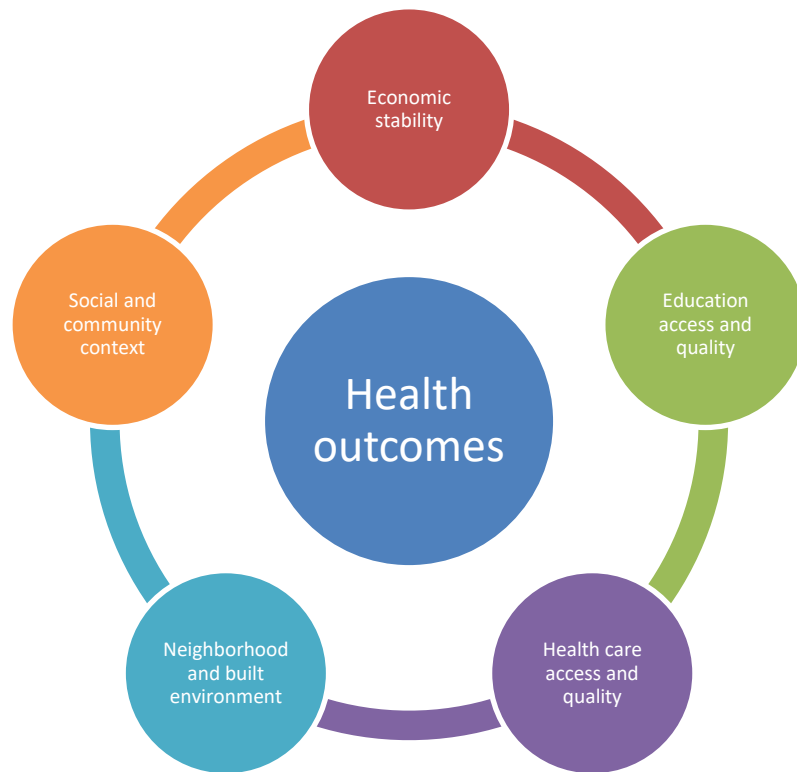 Economic
stability
Education
access and
quality
Health care
access and
quality
Neighborhood
and built
environment
Social and
community
context
Health
outcomes